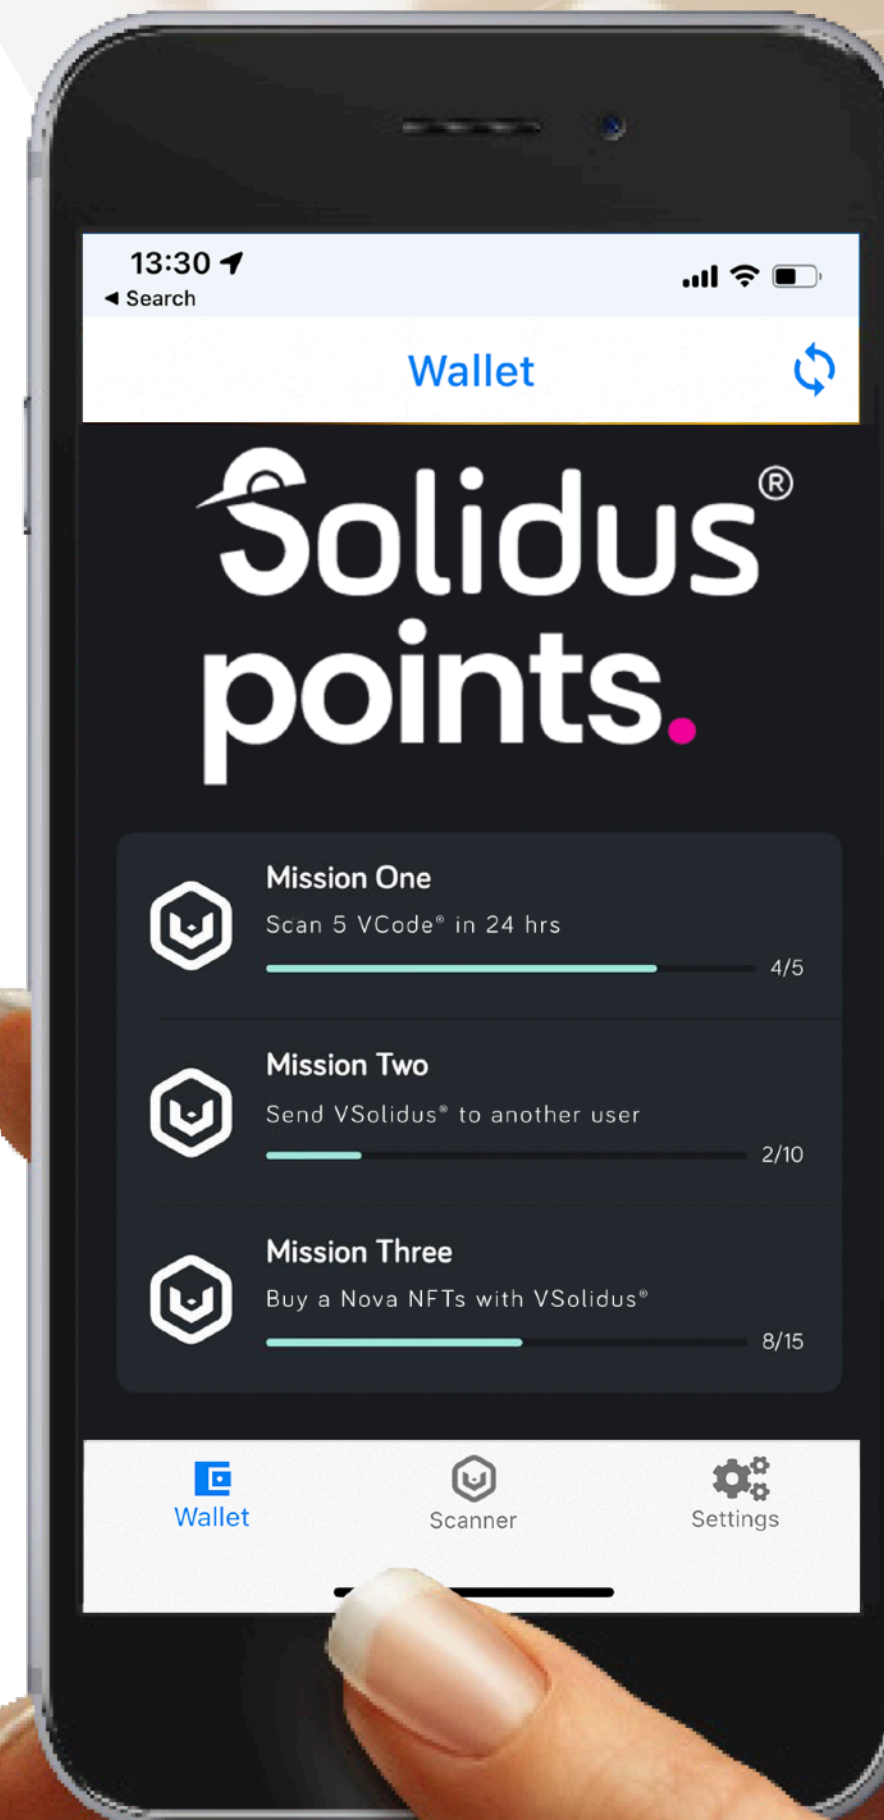 13:30
◀ Search
Wallet
Solidus®
points.
Mission One
Scan 5 VCode® in 24 hrs
4/5
Mission Two
Send VSolidus® to another user
2/10
Mission Three
Buy a Nova NFTs with VSolidus®
8/15
Wallet
Scanner
Settings